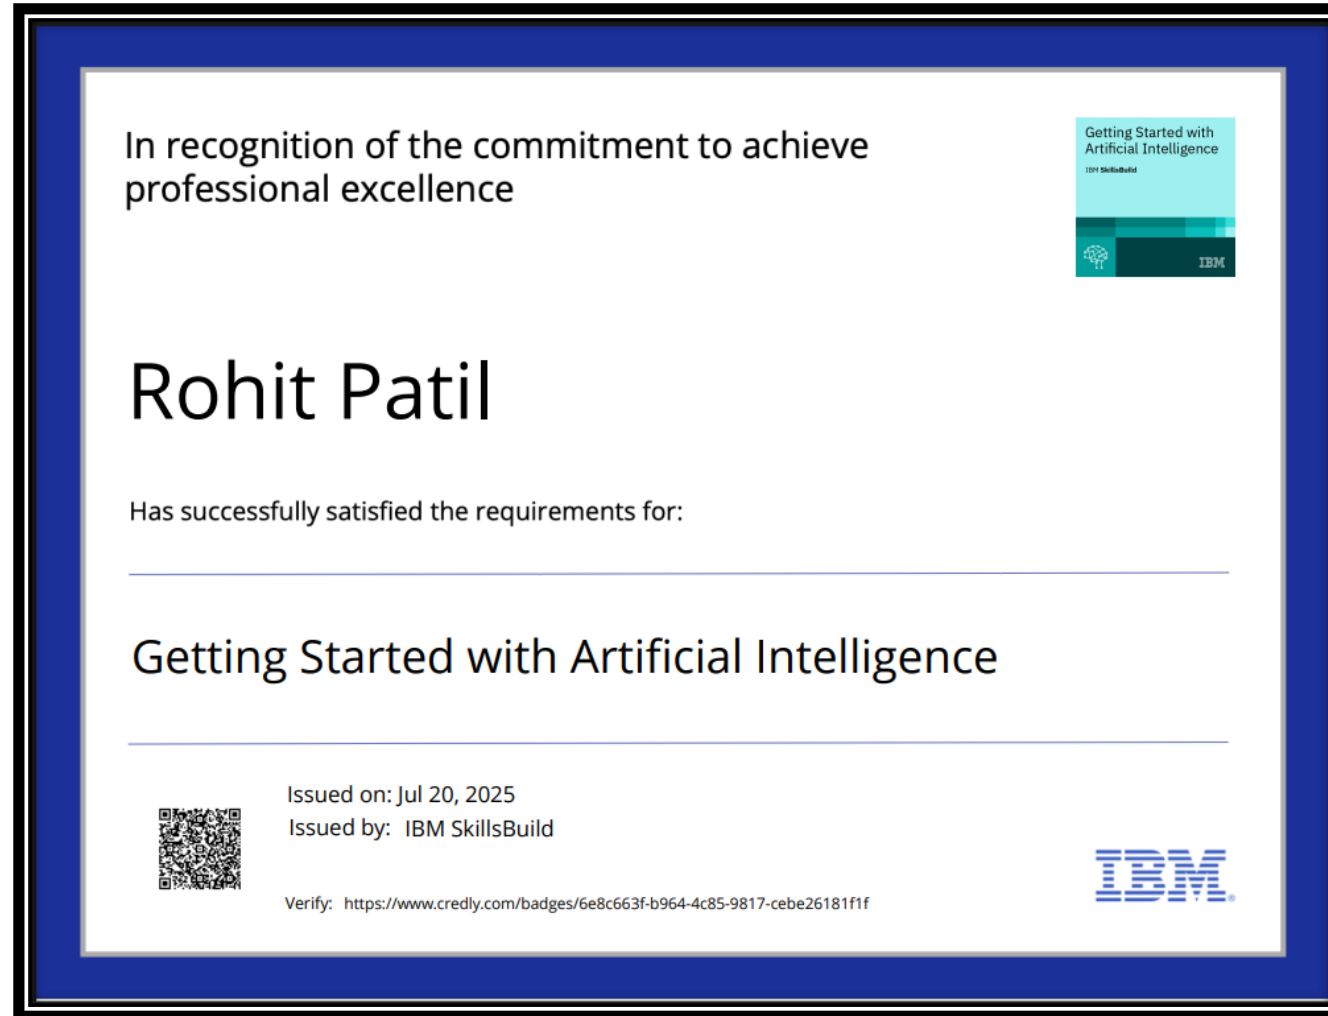 In recognition of the commitment to achieve
professional excellence
Getting Started with
Artificial Intelligence
IBM SkillsBuild
IBM
Rohit Patil
Has successfully satisfied the requirements for:
Getting Started with Artificial Intelligence
Issued on: Jul 20, 2025
Issued by: IBM SkillsBuild
Verify: https://www.credly.com/badges/6e8c663f-b964-4c85-9817-cebe26181f1f
IBM®